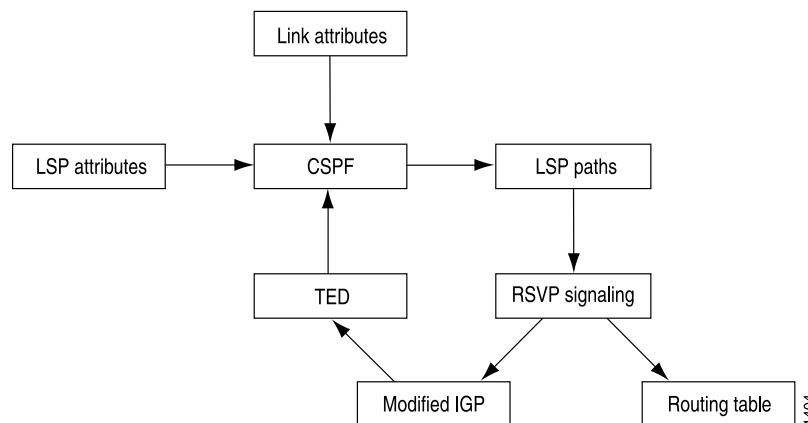 Link attributes
LSP attributes
CSPF
LSP paths
TED
RSVP signaling
Modified IGP
Routing table